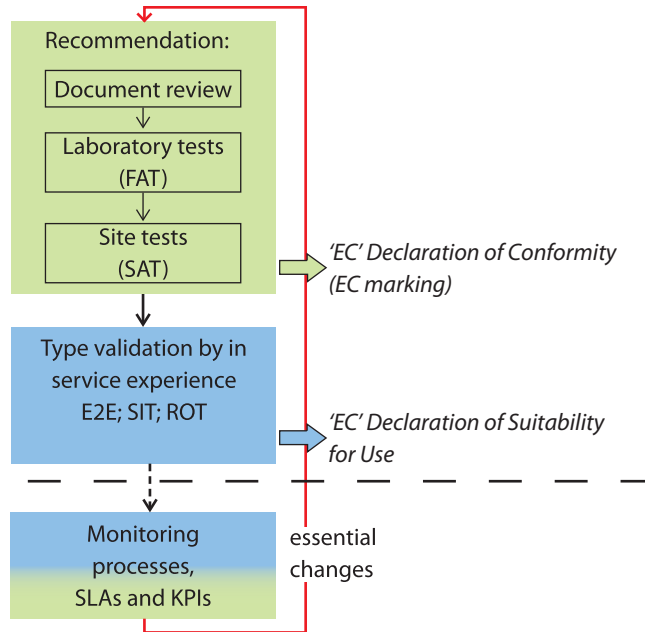 Recommendation:
Document review
Laboratory tests
(FAT)
Site tests
(SAT)
‘EC’ Declaration of Conformity
(EC marking)
Type validation by in
service experience
E2E; SIT; ROT
‘EC’ Declaration of Suitability
for Use
Monitoring
processes,
SLAs and KPIs
essential
changes